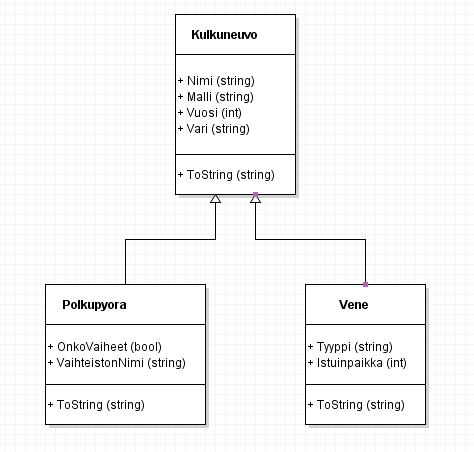 Kulkuneuvo
+ Nimi (string)
+ Malli (string)
+ Vuosi (int)
+ Vari (string)
+ ToString (string)
Polkupyora
+ OnkoVaiheet (bool)
+ VaihteistonNimi (string)
+ ToString (string)
Vene
+ Tyyppi (string)
+ Istuinpaikka (int)
+ ToString (string)